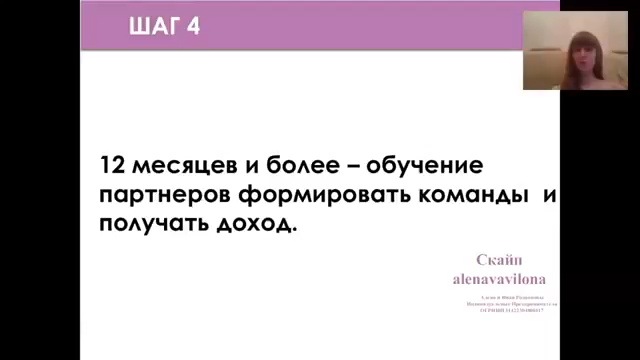 ШАГ 4
12 месяцев и более – обучение
партнеров формировать команды и
получать доход.
Скайп
alenavavilona